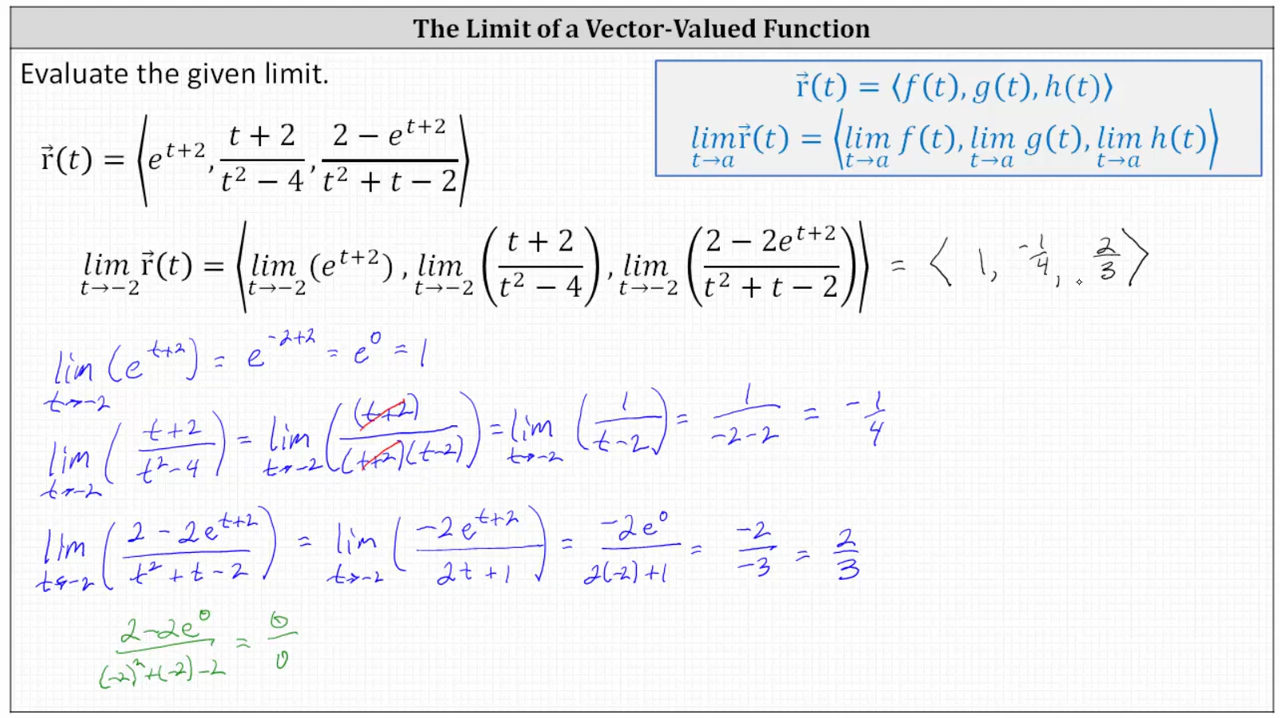 The Limit of a Vector-Valued Function
Evaluate the given limit.
r⃗(t) = ⟨f(t), g(t), h(t)⟩
lim_{t→a} r⃗(t) = ⟨lim_{t→a} f(t), lim_{t→a} g(t), lim_{t→a} h(t)⟩
r⃗(t) = ⟨e^{t+2}, (t + 2)/(t² − 4), (2 − e^{t+2})/(t² + t − 2)⟩
lim_{t→−2} r⃗(t) = ⟨lim_{t→−2} (e^{t+2}), lim_{t→−2} ((t + 2)/(t² − 4)), lim_{t→−2} ((2 − 2e^{t+2})/(t² + t − 2))⟩ = ⟨1, -1/4, 2/3⟩
lim_{t→-2} (e^{t+2}) = e^{-2+2} = e^0 = 1
lim_{t→-2} ((t+2)/(t²-4)) = lim_{t→-2} ((t+2)/((t+2)(t-2))) = lim_{t→-2} (1/(t-2)) = 1/(-2-2) = -1/4
lim_{t→-2} ((2-2e^{t+2})/(t²+t-2)) = lim_{t→-2} ((-2e^{t+2})/(2t+1)) = (-2e^0)/(2(-2)+1) = -2/-3 = 2/3
(2-2e^0)/((-2)²+(-2)-2) = 0/0